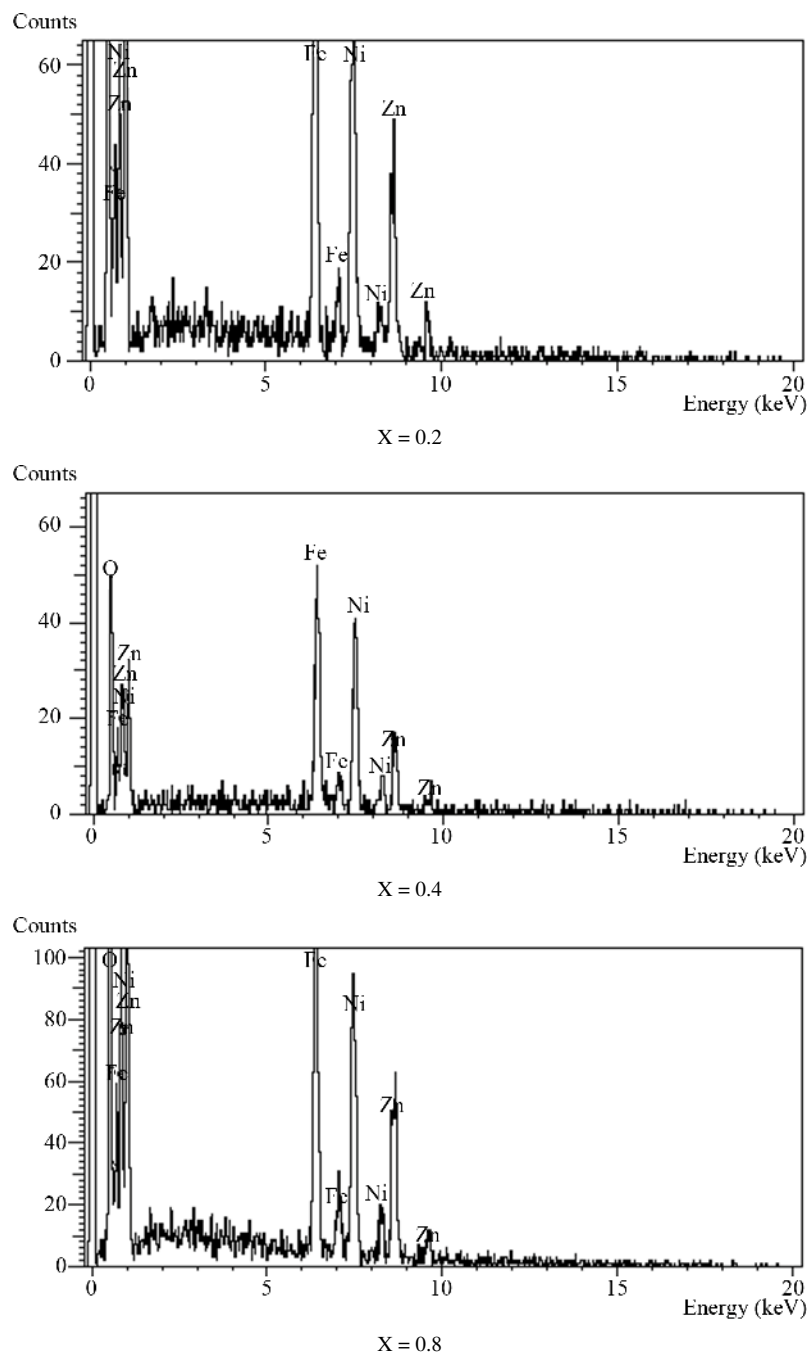 Counts
Ni
Fe
Ni
60
Zn
Zn
Zn
40
Fe
20
Fe
Ni
Zn
0
0
5
10
15
20
Energy (keV)
X = 0.2
Counts
60
O
Fe
Ni
40
Zn
Zn
Ni
20
Fe
Zn
Fe
Ni
Zn
0
0
5
10
15
20
Energy (keV)
X = 0.4
Counts
100
O
Fe
Ni
Zn
Ni
80
Zn
60
Fe
Zn
40
20
Fe
Ni
Zn
0
0
5
10
15
20
Energy (keV)
X = 0.8